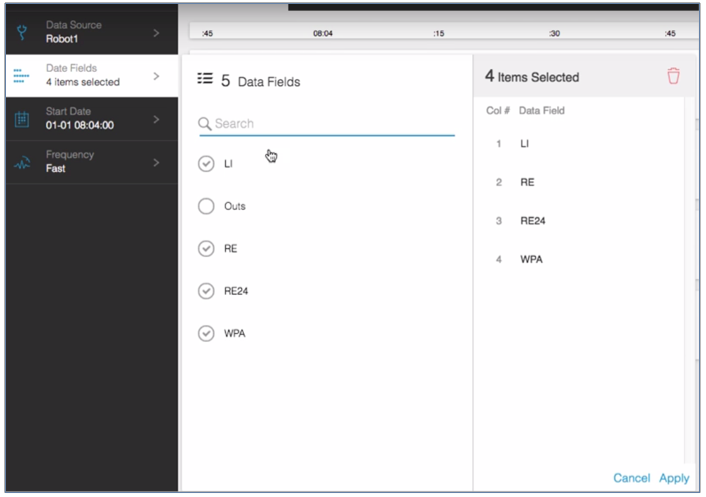 Data Source
Robot1
Date Fields
4 items selected
Start Date
01-01 08:04:00
Frequency
Fast
:45 08:04 :15 :30 :45
5 Data Fields
Search
LI
Outs
RE
RE24
WPA
4 Items Selected
Col # Data Field
1 LI
2 RE
3 RE24
4 WPA
Cancel Apply